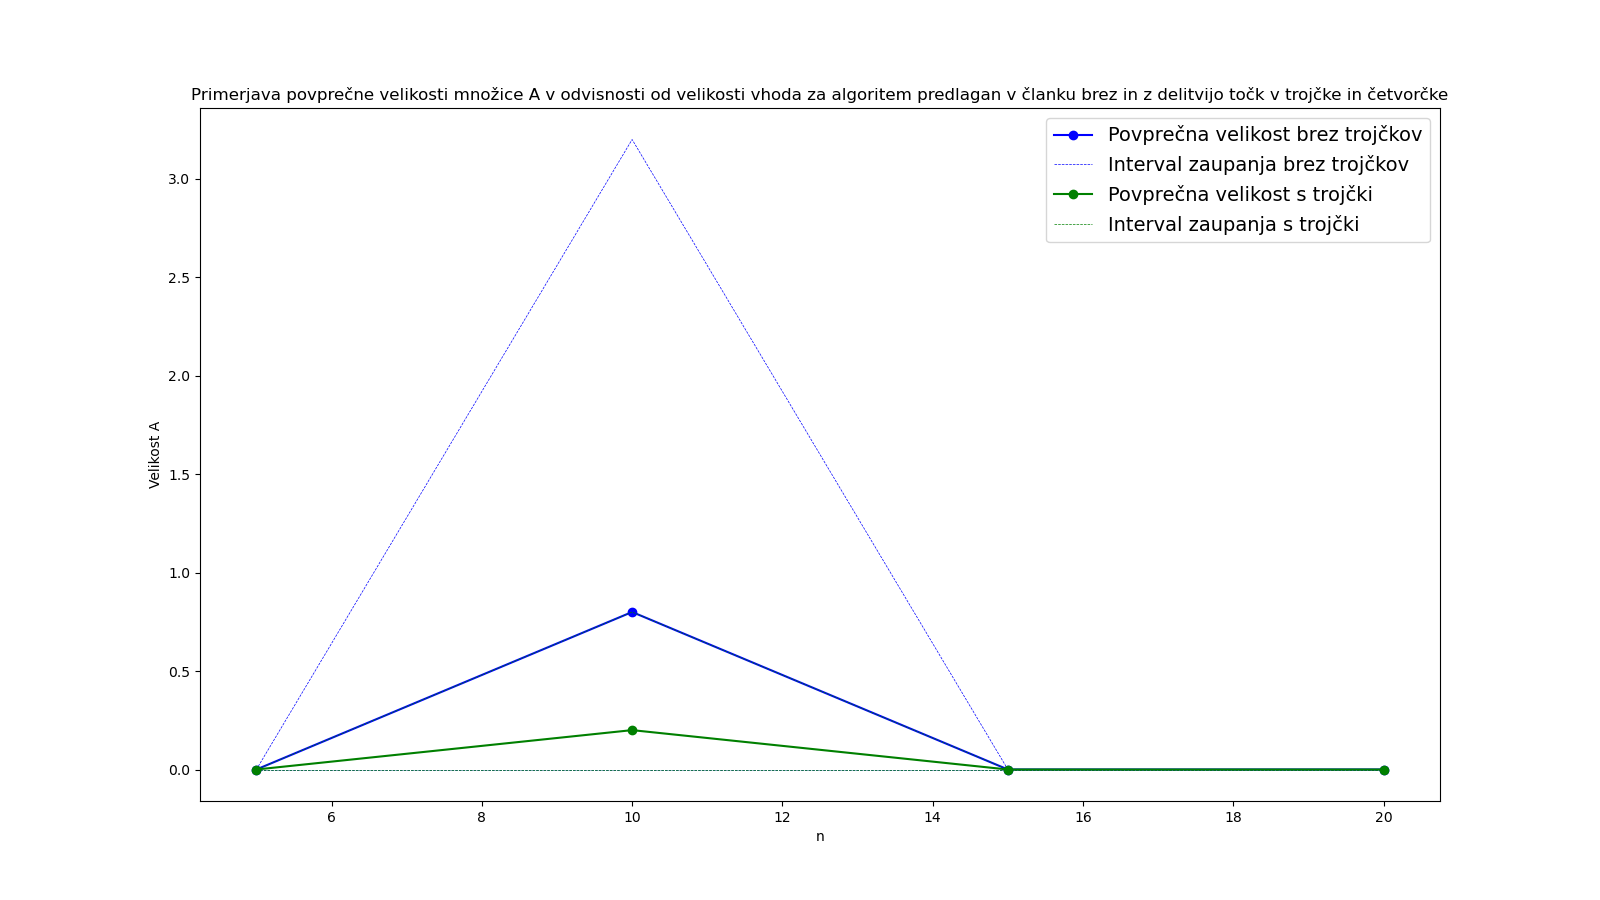 Primerjava povprečne velikosti množice A v odvisnosti od velikosti vhoda za algoritem predlagan v članku brez in z delitvijo točk v trojčke in četvorčke
Povprečna velikost brez trojčkov
Interval zaupanja brez trojčkov
Povprečna velikost s trojčki
Interval zaupanja s trojčki
3.0
2.5
2.0
1.5
1.0
0.5
0.0
Velikost A
6 8 10 12 14 16 18 20
n